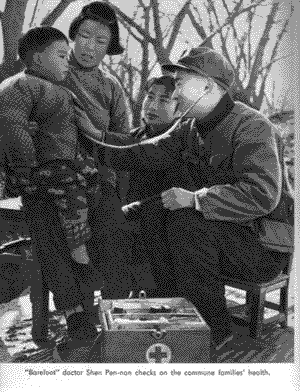 "Barefoot" doctor Shen Pen-nan checks on the commune families' health.